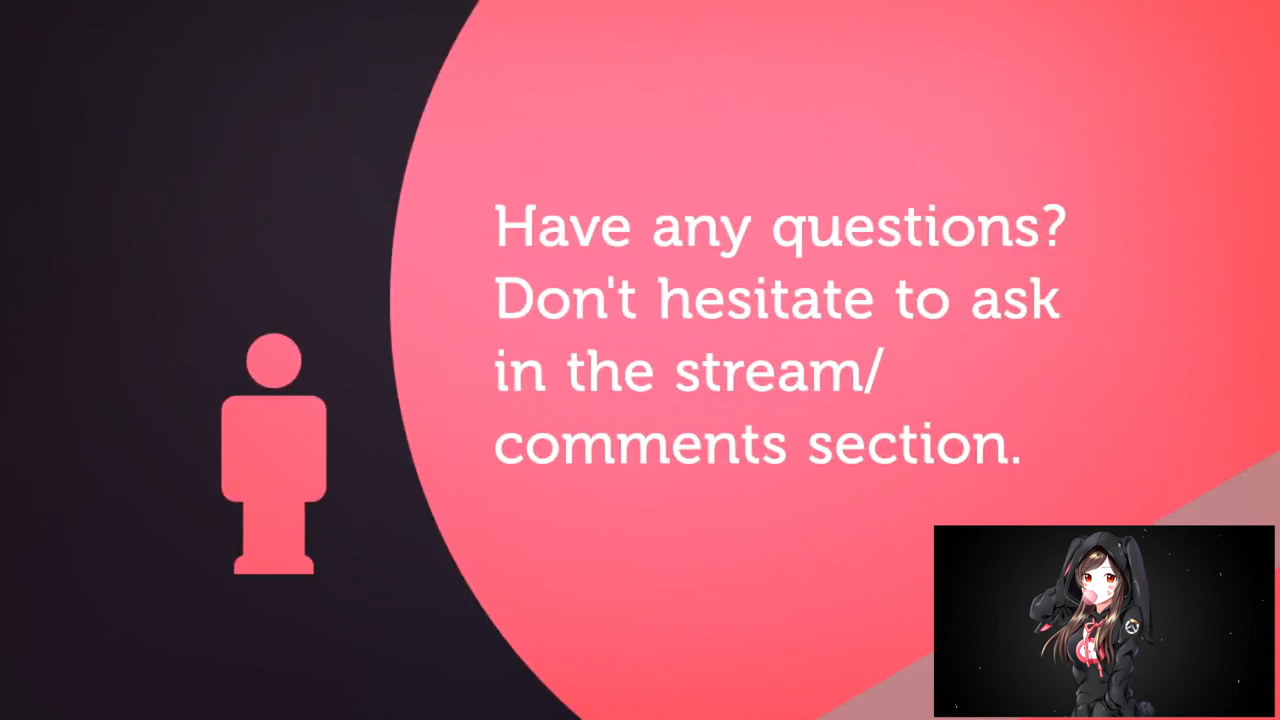 Have any questions?
Don't hesitate to ask
in the stream/
comments section.